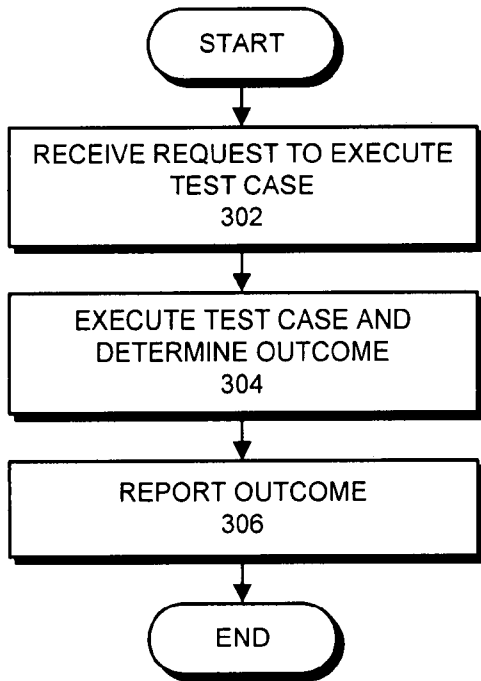 START
RECEIVE REQUEST TO EXECUTE
TEST CASE
302
EXECUTE TEST CASE AND
DETERMINE OUTCOME
304
REPORT OUTCOME
306
END